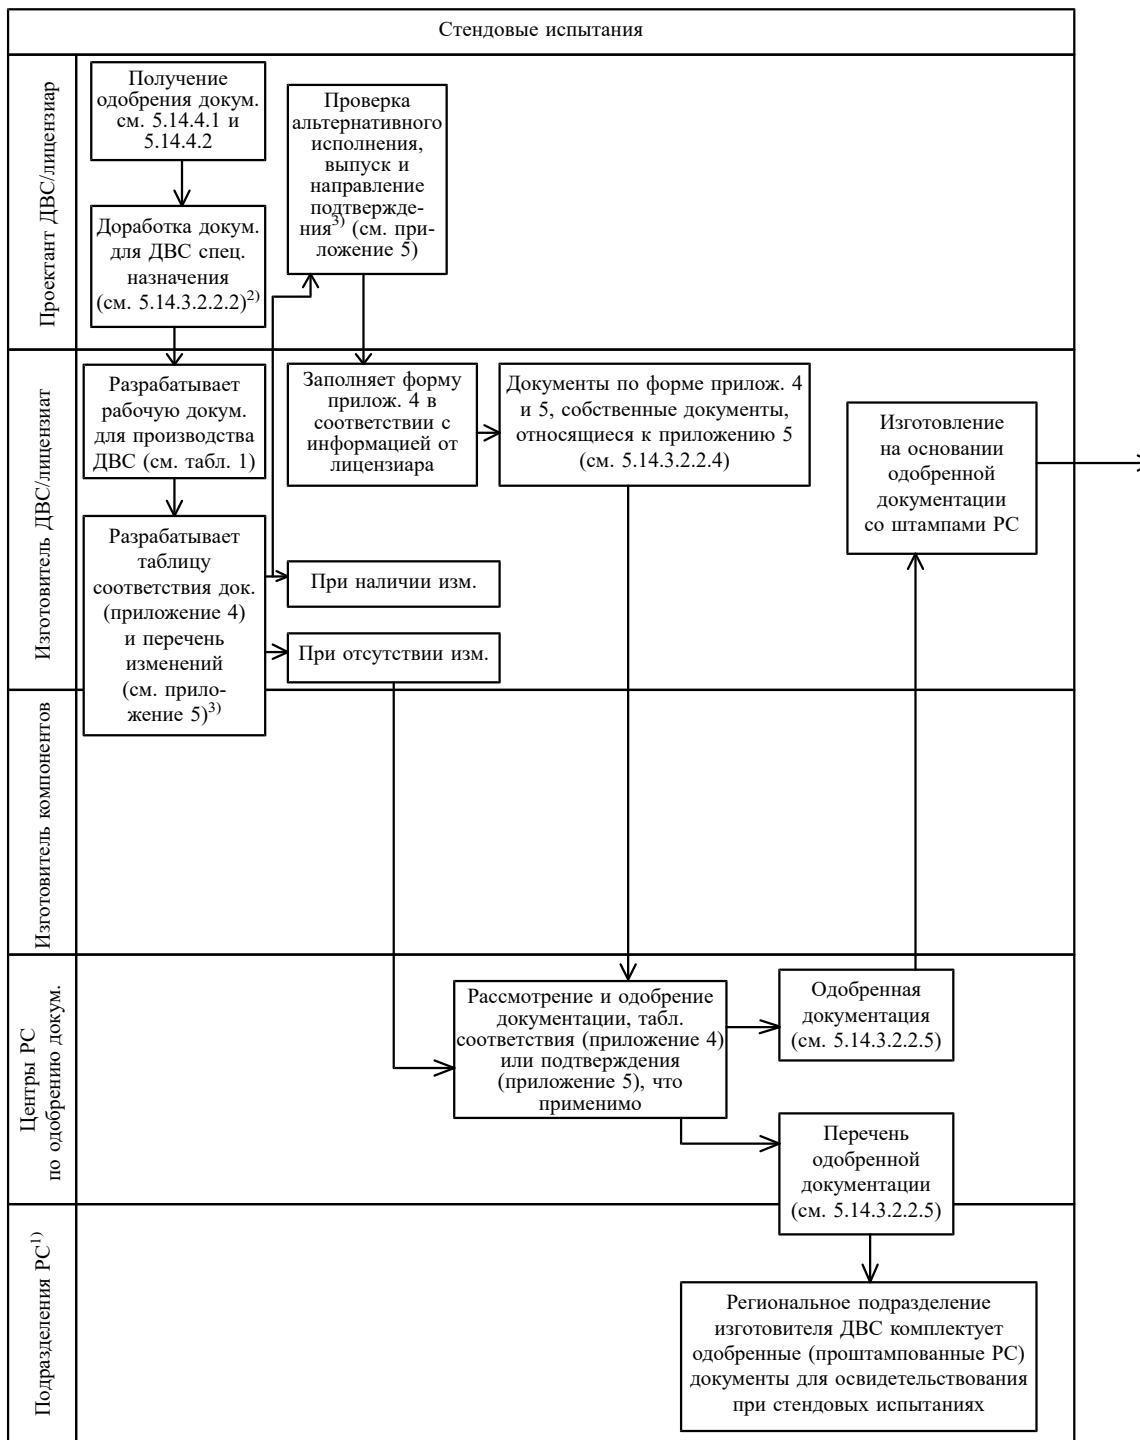 Стендовые испытания
Проектант ДВС/лицензиар
Получение
одобрения докум.
см. 5.14.4.1 и
5.14.4.2
Доработка докум.
для ДВС спец.
назначения
(см. 5.14.3.2.2.2)²⁾
Проверка
альтернативного
исполнения,
выпуск и
направление
подтвержде-
ния³⁾ (см. при-
ложение 5)
Изготовитель ДВС/лицензиат
Разрабатывает
рабочую докум.
для производства
ДВС (см. табл. 1)
Разрабатывает
таблицу
соответствия док.
(приложение 4)
и перечень
изменений
(см. прило-
жение 5)³⁾
Заполняет форму
прилож. 4 в
соответствии с
информацией от
лицензиара
При наличии изм.
При отсутствии изм.
Документы по форме прилож. 4
и 5, собственные документы,
относящиеся к приложению 5
(см. 5.14.3.2.2.4)
Изготовление
на основании
одобренной
документации
со штампами РС
Изготовитель компонентов
Центры РС
по одобрению докум.
Рассмотрение и одобрение
документации, табл.
соответствия (приложение 4)
или подтверждения
(приложение 5), что
применимо
Одобренная
документация
(см. 5.14.3.2.2.5)
Перечень
одобренной
документации
(см. 5.14.3.2.2.5)
Подразделения РС¹⁾
Региональное подразделение
изготовителя ДВС комплектует
одобренные (проштампованные РС)
документы для освидетельствования
при стендовых испытаниях